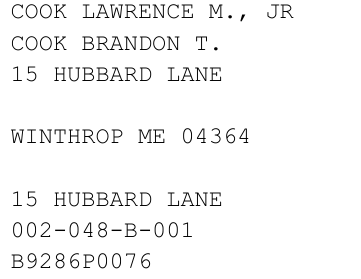 COOK LAWRENCE M., JR
COOK BRANDON T.
15 HUBBARD LANE
WINTHROP ME 04364
15 HUBBARD LANE
002-048-B-001
B9286P0076